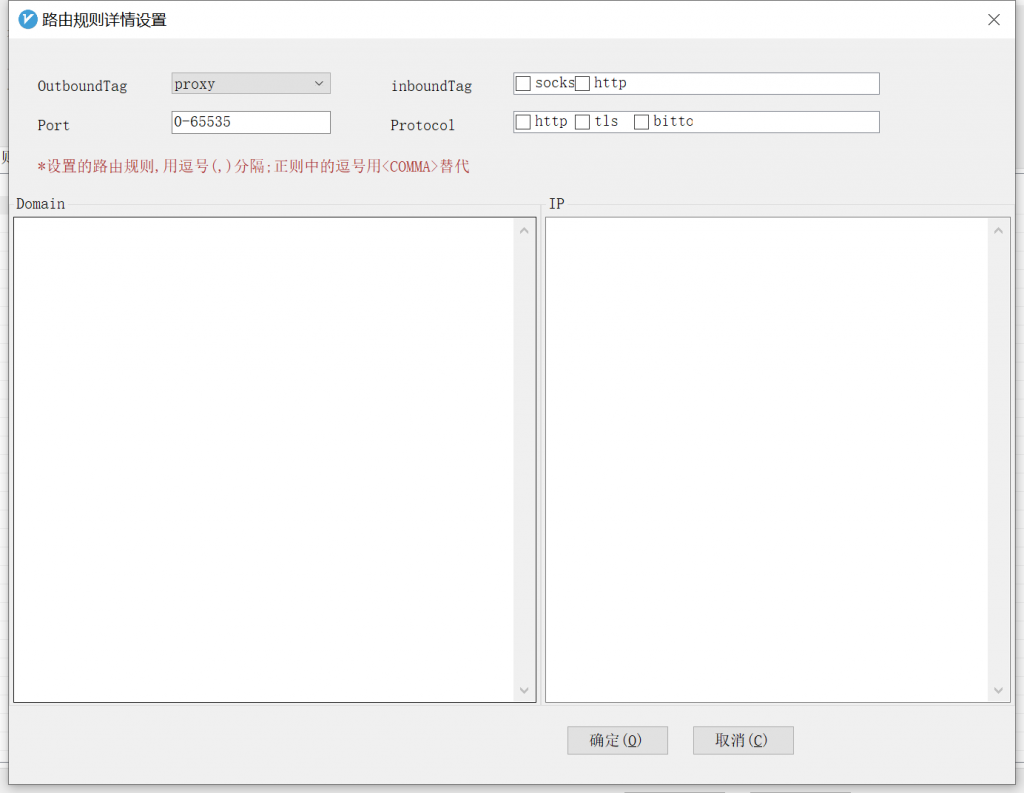 路由规则详情设置
OutboundTag proxy inboundTag socks http
Port 0-65535 Protocol http tls bittc
*设置的路由规则,用逗号(,)分隔;正则中的逗号用<COMMA>替代
Domain IP
确定(O) 取消(C)